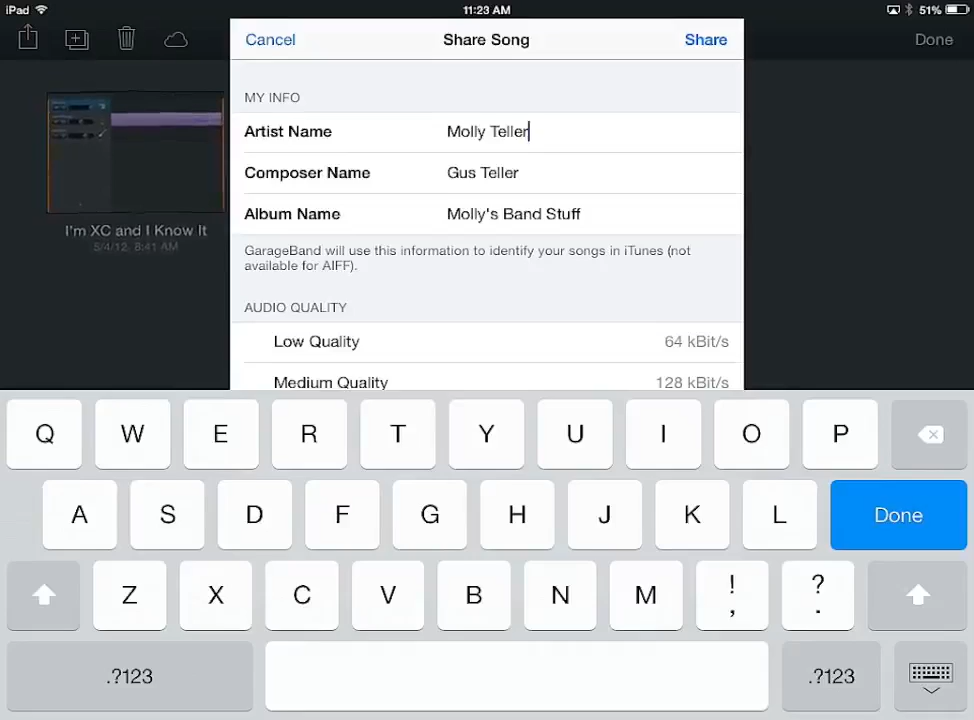 iPad 11:23 AM 51%
Cancel Share Song Share Done
MY INFO
Artist Name Molly Teller
Composer Name Gus Teller
Album Name Molly's Band Stuff
I'm XC and I Know It
5/4/12, 8:41 AM
GarageBand will use this information to identify your songs in iTunes (not
available for AIFF).
AUDIO QUALITY
Low Quality 64 kBit/s
Medium Quality 128 kBit/s
Q W E R T Y U I O P
A S D F G H J K L Done
Z X C V B N M ! , ? .
.?123 .?123